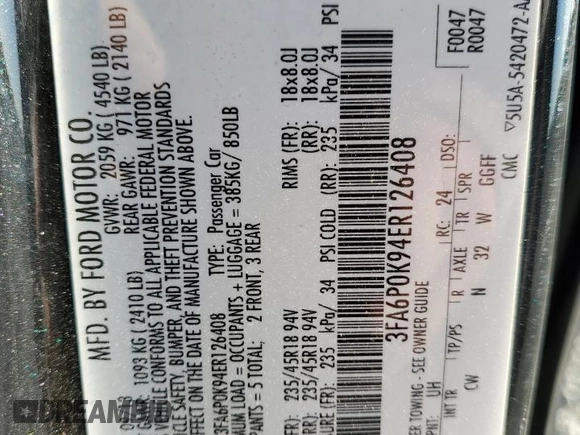 MFD. BY FORD MOTOR CO.
GVWR: 2059 KG ( 4540 LB)
1093 KG ( 2410 LB) REAR GAWR: 971 KG ( 2140 LB)
VEHICLE CONFORMS TO ALL APPLICABLE FEDERAL MOTOR
SAFETY, BUMPER, AND THEFT PREVENTION STANDARDS
EFFECT ON THE DATE OF MANUFACTURE SHOWN ABOVE.
3FA6P0K94ER126408 TYPE: Passenger Car
LOAD = OCCUPANTS + LUGGAGE = 385KG/ 850LB
= 5 TOTAL; 2 FRONT, 3 REAR
235/45R18 94V RIMS (FR): 18x8.0J
235/45R18 94V (RR): 18x8.0J
(FR): 235 kPa/ 34 PSI COLD (RR): 235 kPa/ 34 PSI
3FA6P0K94ER126408
TOWING - SEE OWNER GUIDE
UH RC: 24 DSO: F0047
R0047
INT TR TP/PS R AXLE TR SPR
CW N 32 W GGFF
CMC ▽5U5A-5420472-A
AutoBidMaster